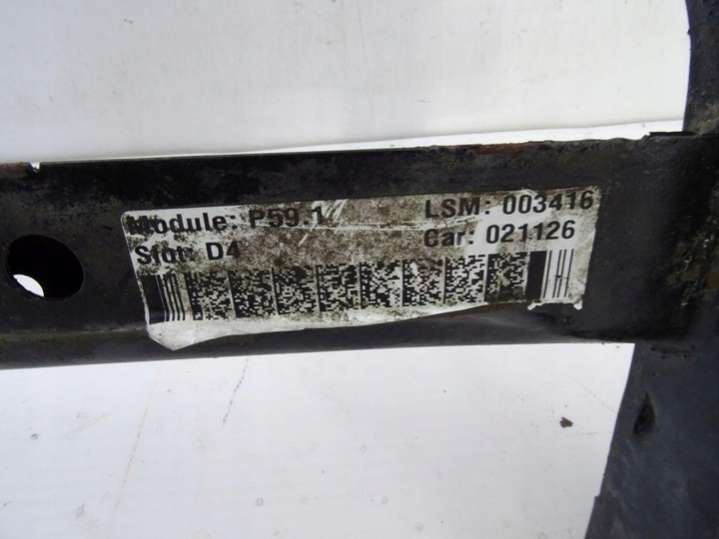 Module: P59.1 LSM: 003416
Slot: D4 Car: 021126